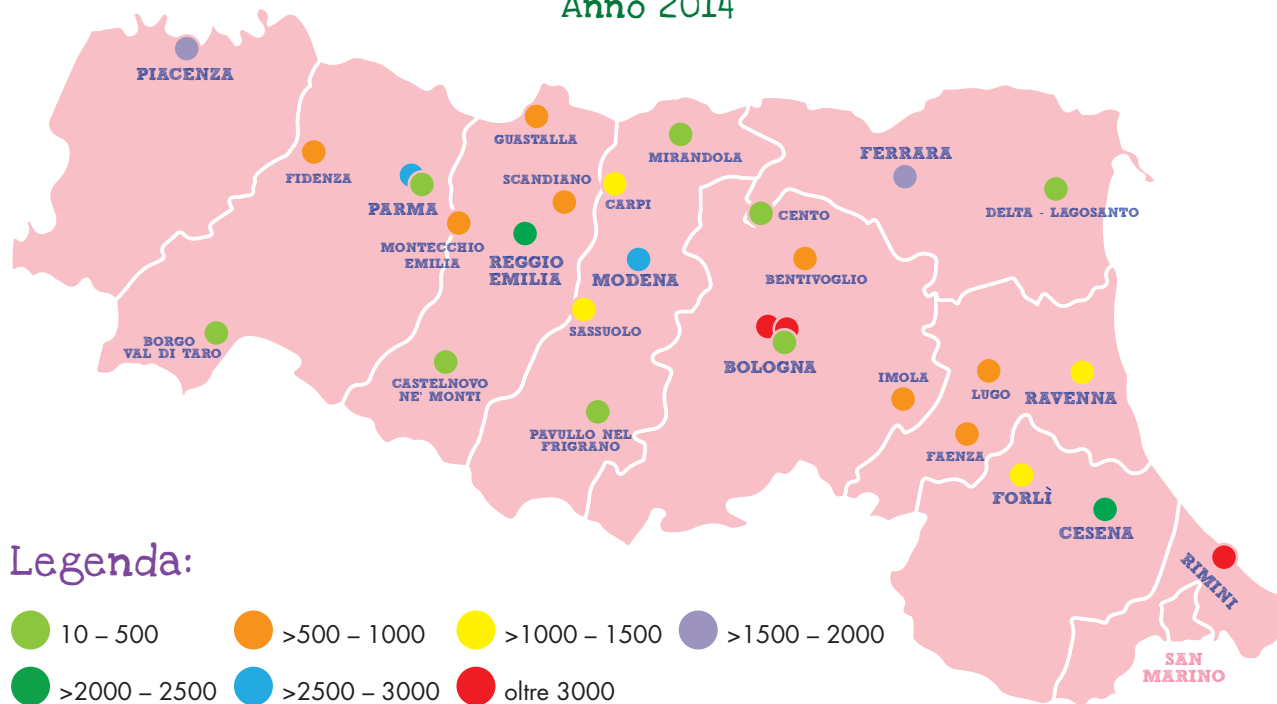 Anno 2014
PIACENZA
GUASTALLA
MIRANDOLA
FERRARA
FIDENZA
SCANDIANO
CARPI
PARMA
CENTO
DELTA - LAGOSANTO
MONTECCHIO
EMILIA
REGGIO
EMILIA
MODENA
BENTIVOGLIO
SASSUOLO
BORGO
VAL DI TARO
BOLOGNA
CASTELNOVO
NE' MONTI
IMOLA
LUGO
RAVENNA
PAVULLO NEL
FRIGRANO
FAENZA
FORLÌ
CESENA
RIMINI
SAN
MARINO
Legenda:
10 – 500
>500 – 1000
>1000 – 1500
>1500 – 2000
>2000 – 2500
>2500 – 3000
oltre 3000